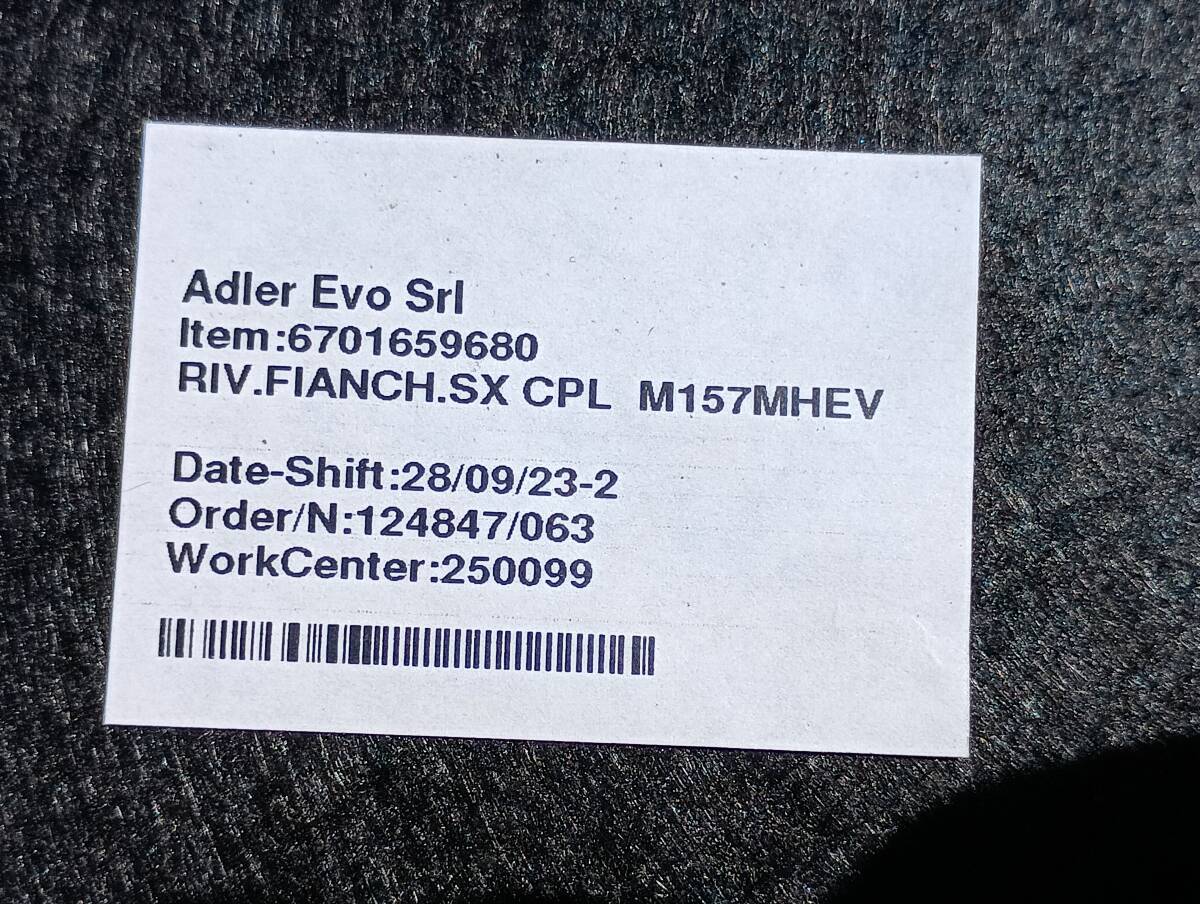 Adler Evo Srl
Item:6701659680
RIV.FIANCH.SX CPL M157MHEV
Date-Shift:28/09/23-2
Order/N:124847/063
WorkCenter:250099